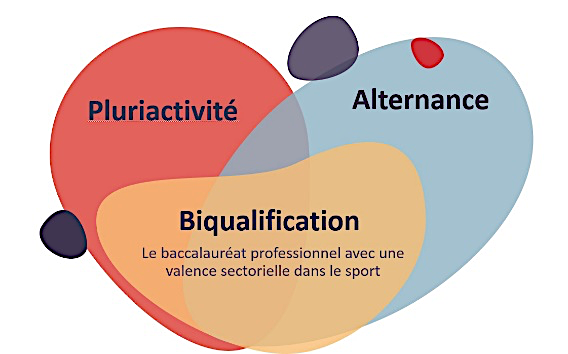 Pluriactivité
Alternance
Biqualification
Le baccalauréat professionnel avec une
valence sectorielle dans le sport